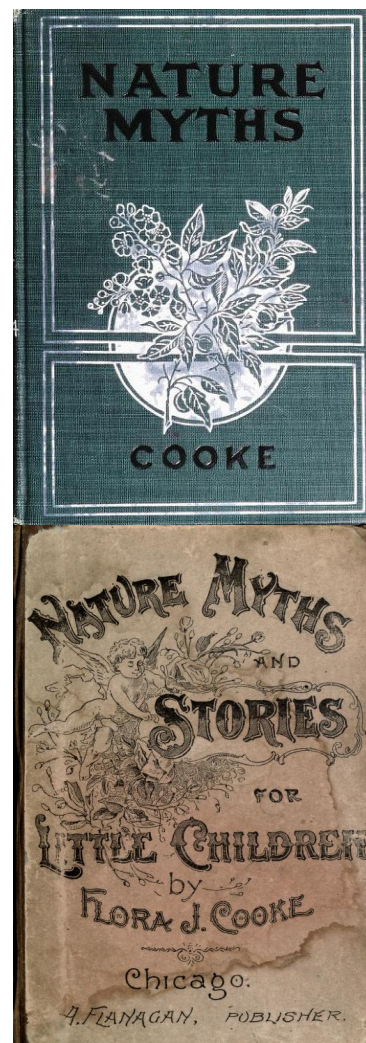 NATURE
MYTHS
COOKE
NATURE MYTHS
AND
STORIES
FOR
LITTLE CHILDREN
by
FLORA J. COOKE
Chicago.
A. FLANAGAN, PUBLISHER.